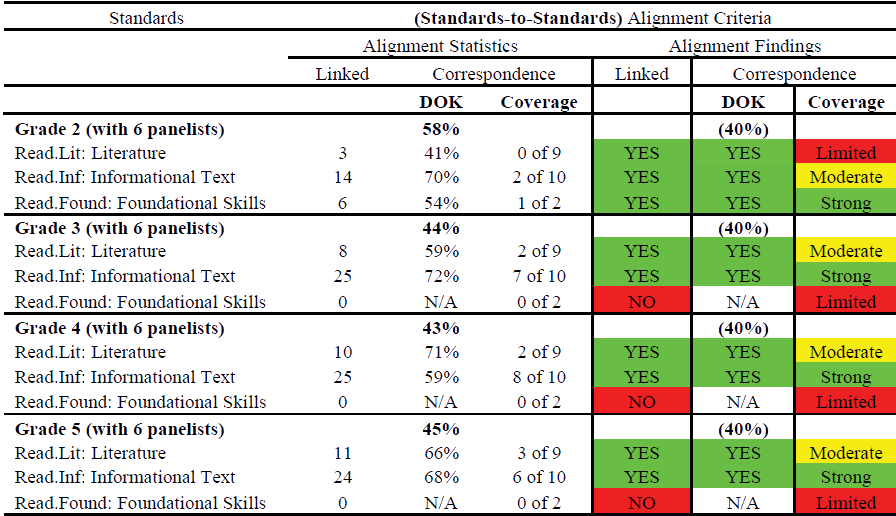 Standards (Standards-to-Standards) Alignment Criteria
Alignment Statistics Alignment Findings
Linked Correspondence Linked Correspondence
DOK Coverage DOK Coverage
Grade 2 (with 6 panelists) 58% (40%)
Read.Lit: Literature 3 41% 0 of 9 YES YES Limited
Read.Inf: Informational Text 14 70% 2 of 10 YES YES Moderate
Read.Found: Foundational Skills 6 54% 1 of 2 YES YES Strong
Grade 3 (with 6 panelists) 44% (40%)
Read.Lit: Literature 8 59% 2 of 9 YES YES Moderate
Read.Inf: Informational Text 25 72% 7 of 10 YES YES Strong
Read.Found: Foundational Skills 0 N/A 0 of 2 NO N/A Limited
Grade 4 (with 6 panelists) 43% (40%)
Read.Lit: Literature 10 71% 2 of 9 YES YES Moderate
Read.Inf: Informational Text 25 59% 8 of 10 YES YES Strong
Read.Found: Foundational Skills 0 N/A 0 of 2 NO N/A Limited
Grade 5 (with 6 panelists) 45% (40%)
Read.Lit: Literature 11 66% 3 of 9 YES YES Moderate
Read.Inf: Informational Text 24 68% 6 of 10 YES YES Strong
Read.Found: Foundational Skills 0 N/A 0 of 2 NO N/A Limited